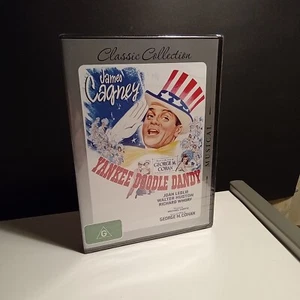 Classic Collection
James
Cagney
GEORGE M.
COHAN
YANKEE DOODLE DANDY
JOAN LESLIE
WALTER HUSTON
RICHARD WHORF
GEORGE M. COHAN
G